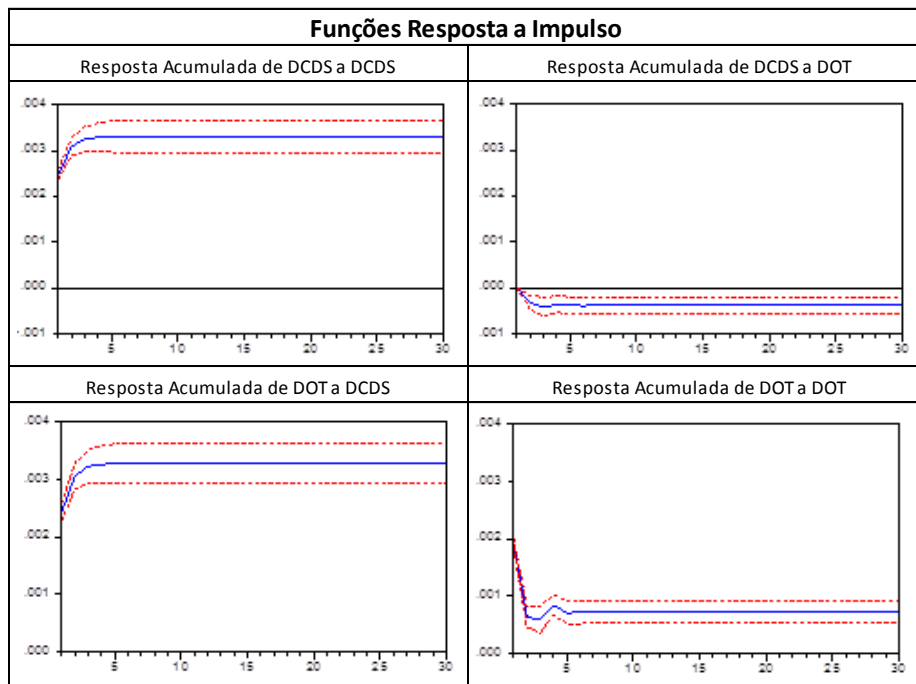 Funções Resposta a Impulso
Resposta Acumulada de DCDS a DCDS
Resposta Acumulada de DCDS a DOT
.004
.003
.002
.001
.000
.001
5 10 15 20 25 30
.004
.003
.002
.001
.000
.001
5 10 15 20 25 30
Resposta Acumulada de DOT a DCDS
Resposta Acumulada de DOT a DOT
.004
.003
.002
.001
.000
5 10 15 20 25 30
.004
.003
.002
.001
.000
5 10 15 20 25 30